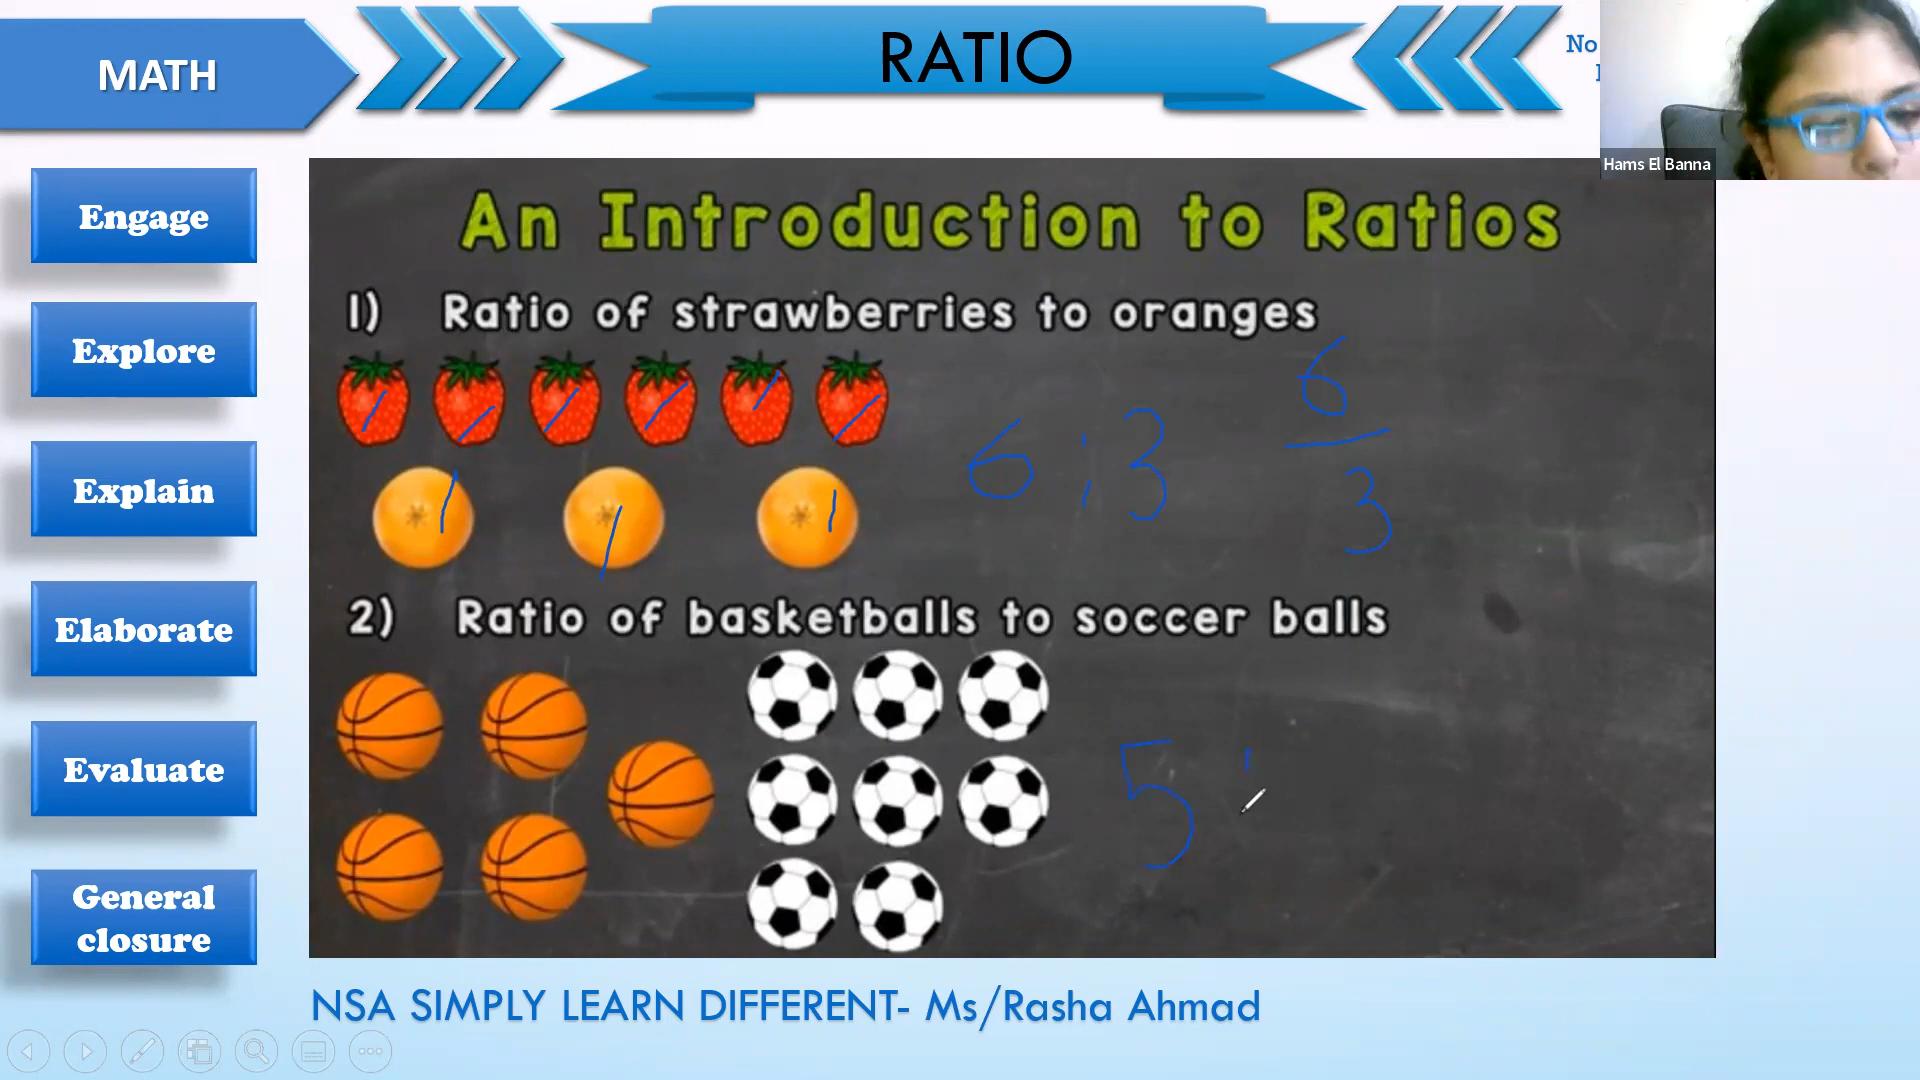 MATH
RATIO
No
Hams El Banna
Engage
Explore
Explain
Elaborate
Evaluate
General
closure
An Introduction to Ratios
1) Ratio of strawberries to oranges
6 : 3
6
3
2) Ratio of basketballs to soccer balls
5 :
NSA SIMPLY LEARN DIFFERENT- Ms/Rasha Ahmad